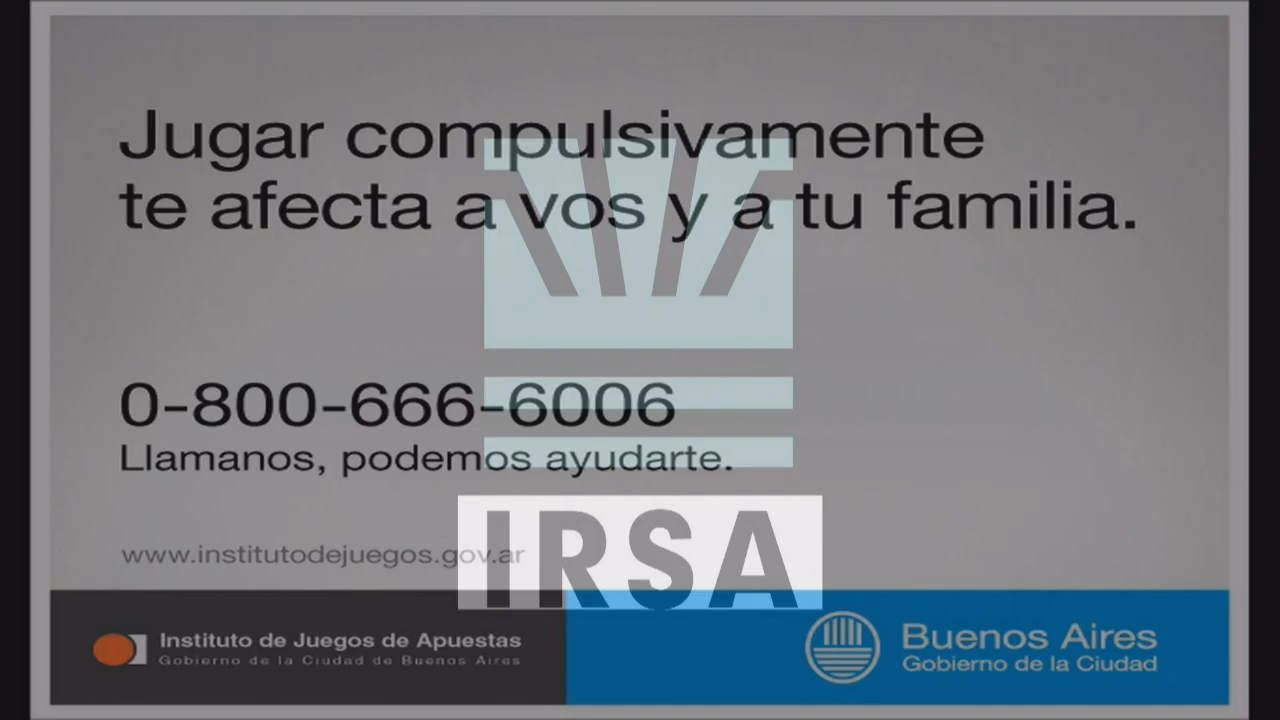 Jugar compulsivamente
te afecta a vos y a tu familia.
0-800-666-6006
Llamanos, podemos ayudarte.
www.institutodejuegos.gov.ar
IRSA
Instituto de Juegos de Apuestas
Gobierno de la Ciudad de Buenos Aires
Buenos Aires
Gobierno de la Ciudad